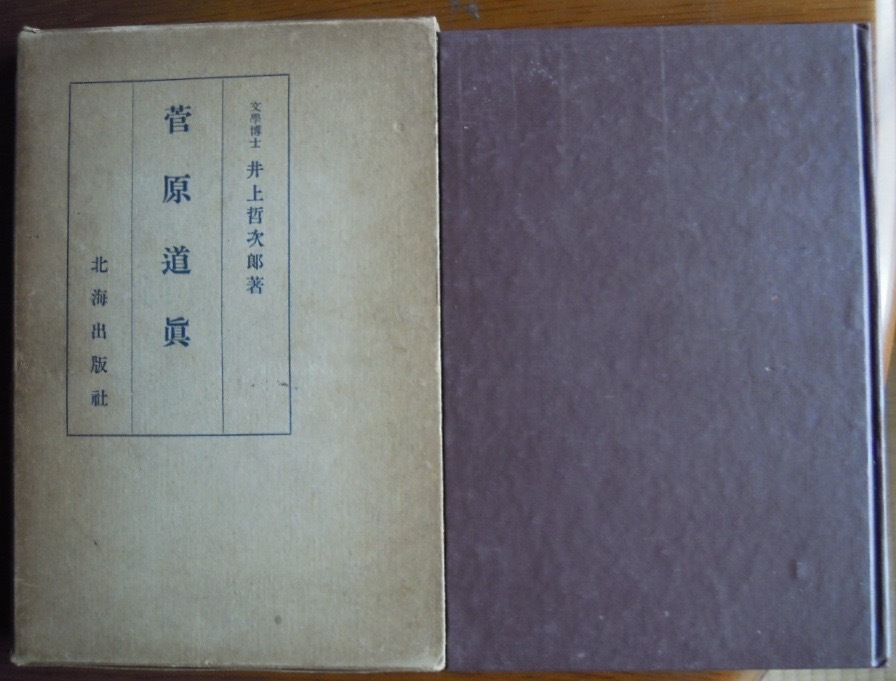 文學博士 井上哲次郎著
菅原道眞
北海出版社